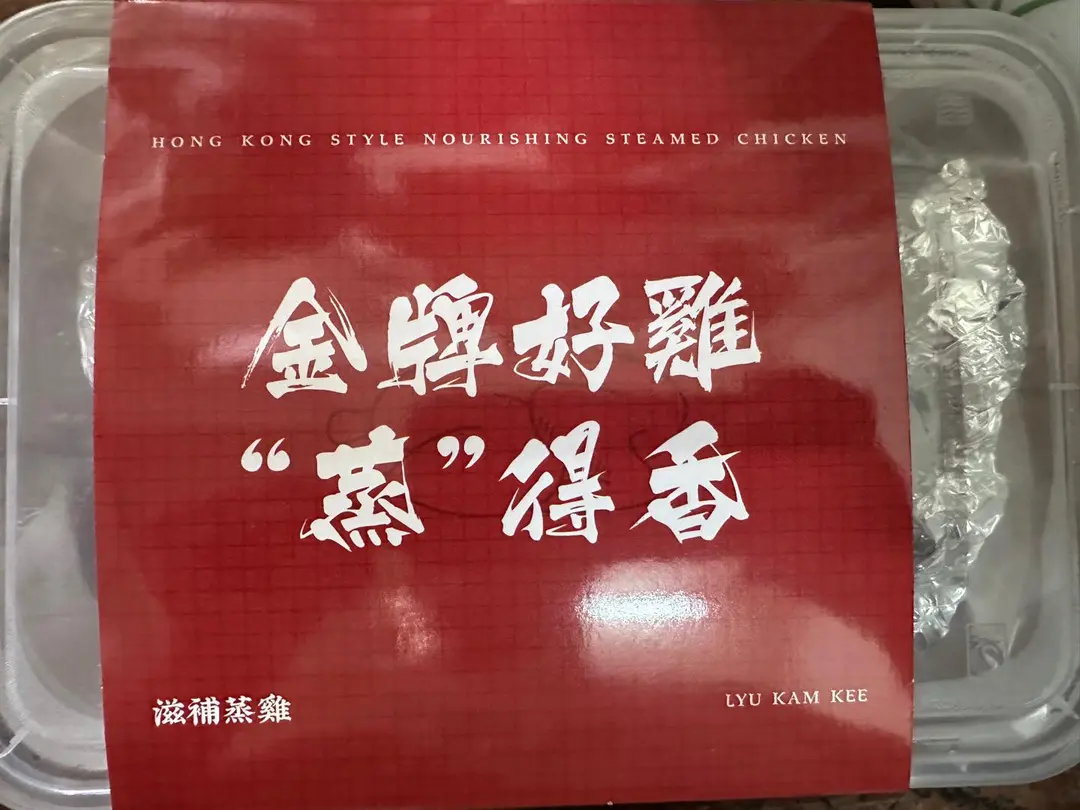 HONG KONG STYLE NOURISHING STEAMED CHICKEN
金牌好雞
“蒸”得香
滋補蒸雞
LYU KAM KEE